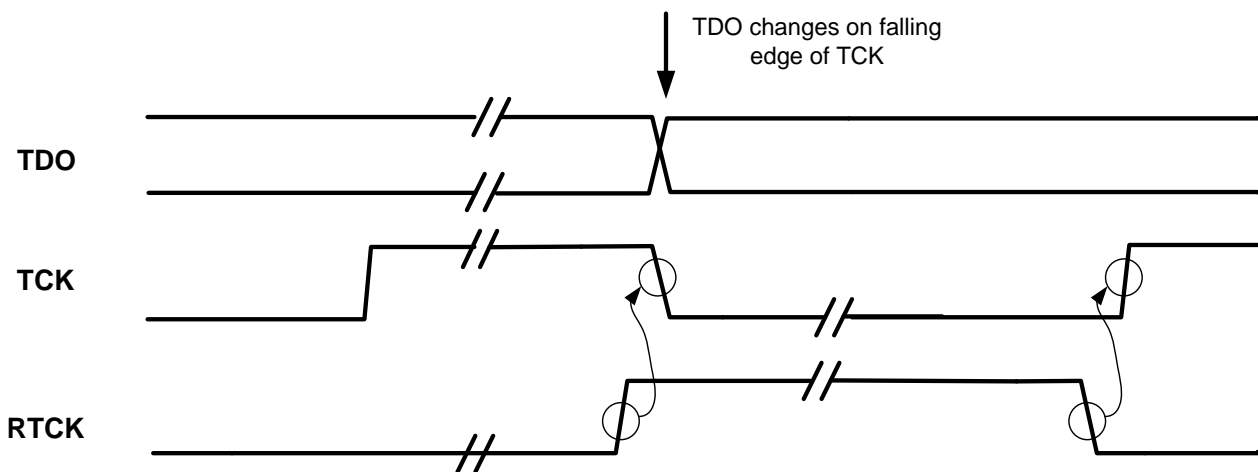 TDO changes on falling
edge of TCK
TDO
TCK
RTCK